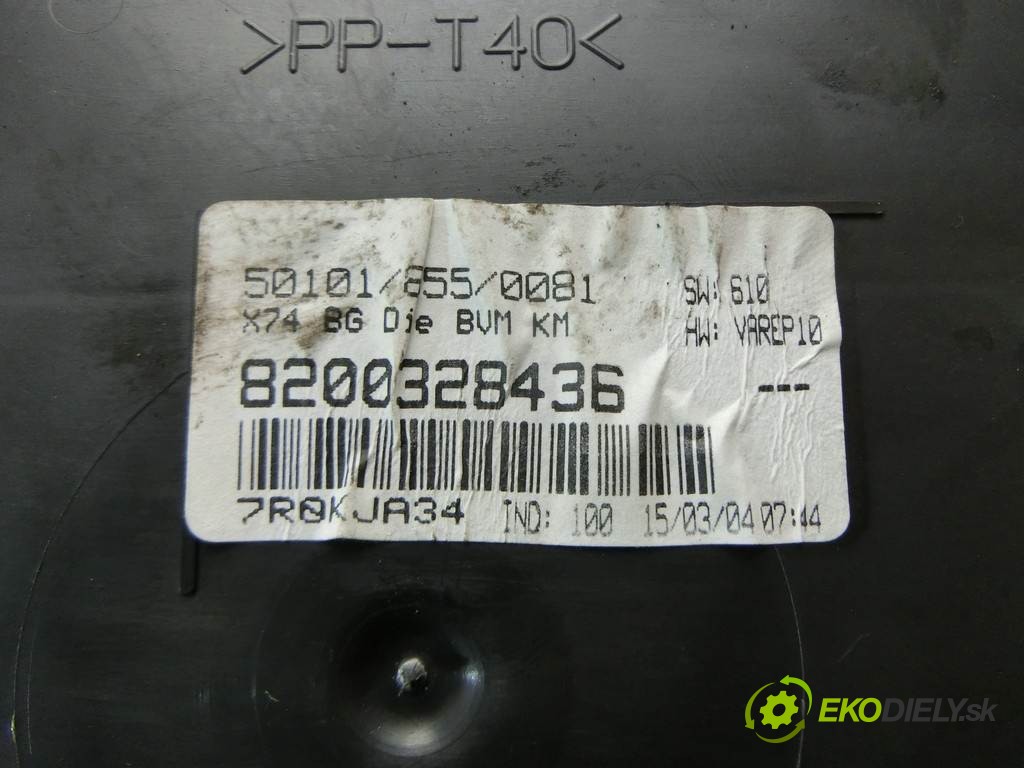 >PP-T40<
50101/855/0081
SW: 610
X74 BG Die BVM KM
HW: VAREP10
8200328436
---
7R0KJA34 IND: 100 15/03/04 07:44
EKODIELY.sk